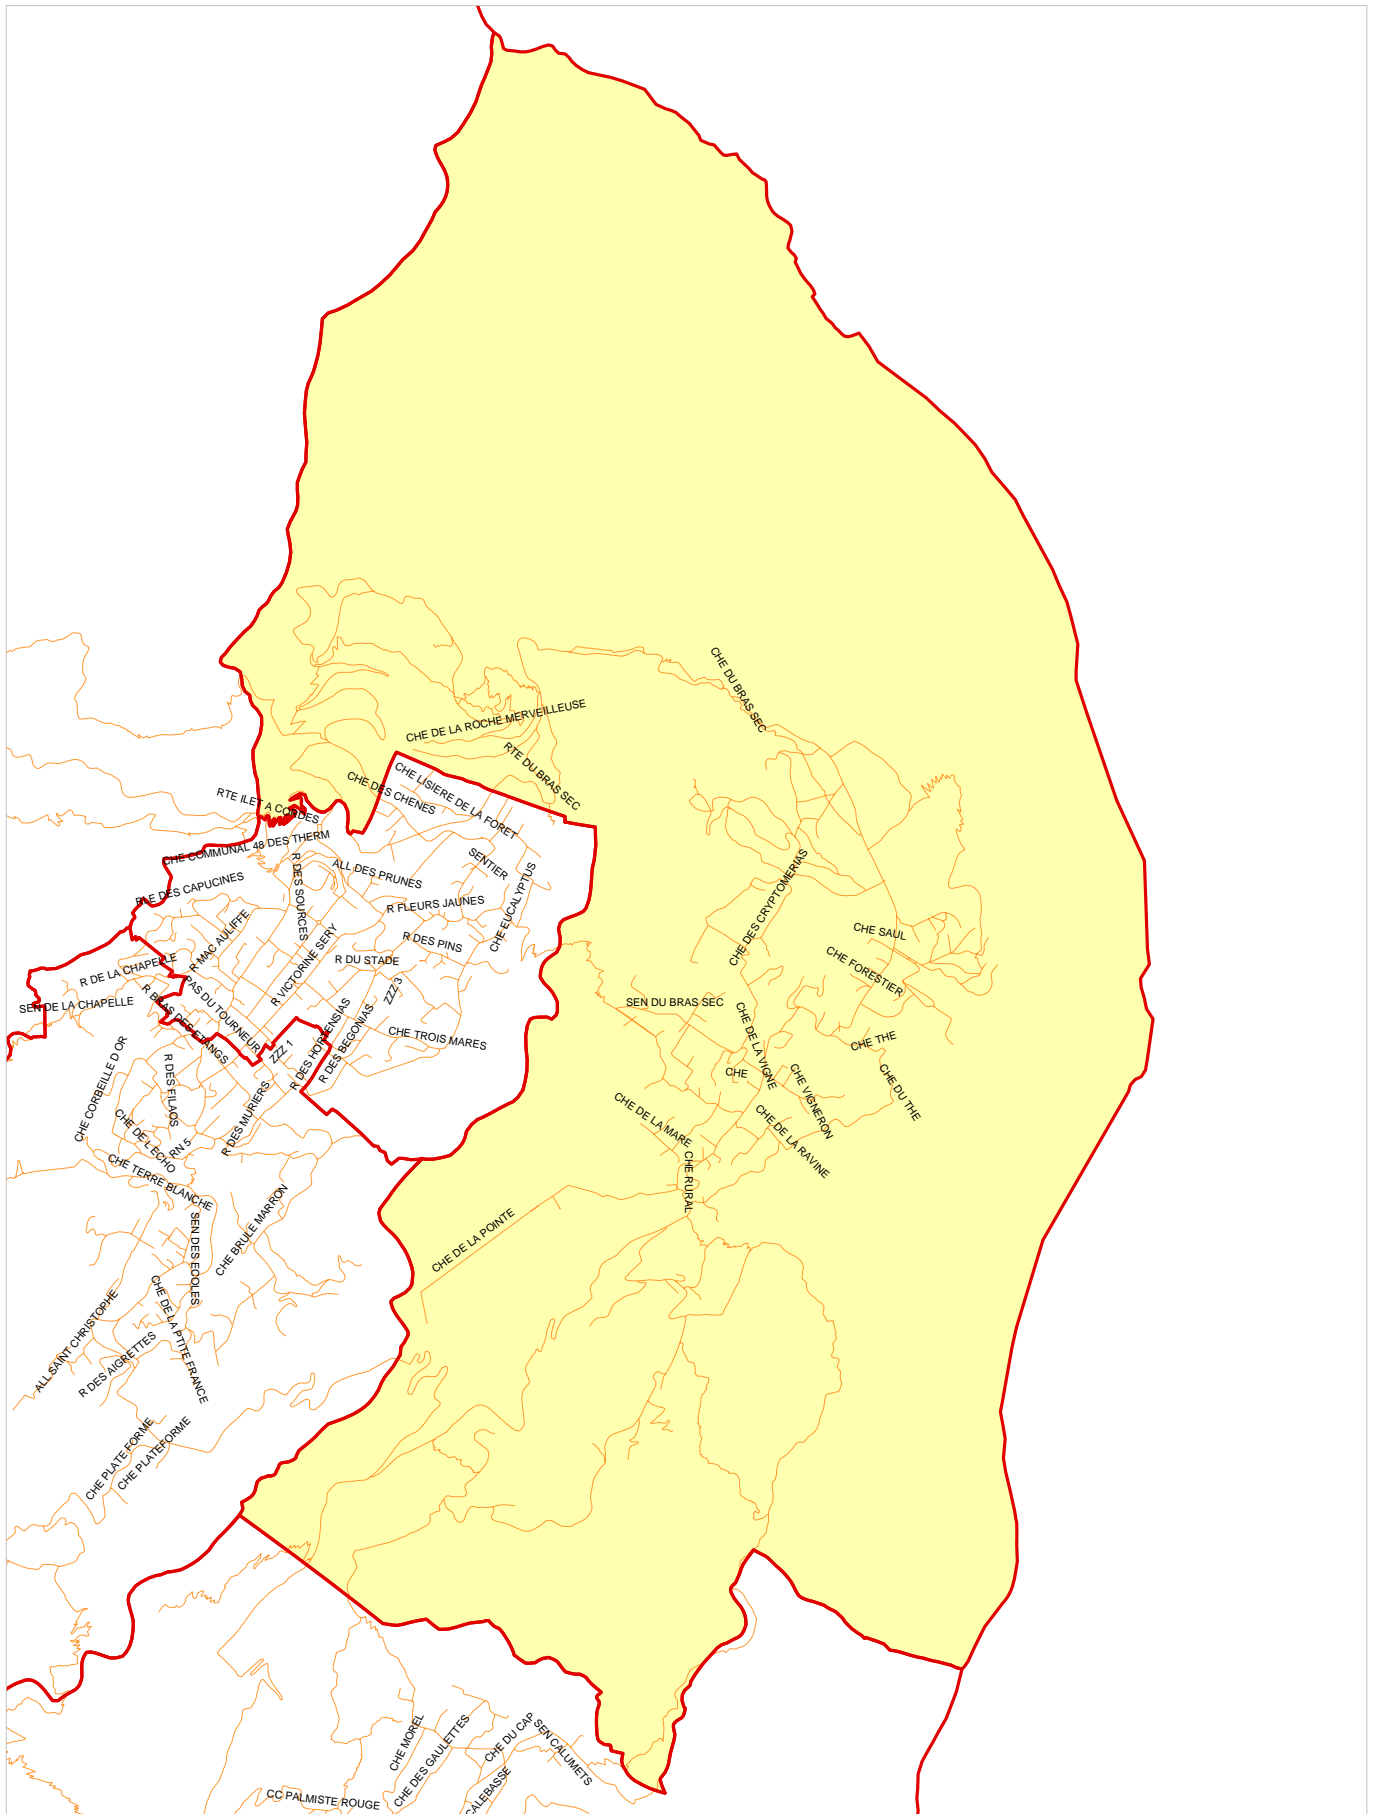 CHE DU BRAS SEC
CHE DE LA ROCHE MERVEILLEUSE
RTE DU BRAS SEC
CHE LISIERE DE LA FORET
CHE DES CHENES
RTE ILET A CORDES
CHE COMMUNAL 48 DES THERM
R DES SOURCES
ALL DES PRUNES
SENTIER
CHE EUCALYPTUS
RLE DES CAPUCINES
R FLEURS JAUNES
R MAC AULIFFE
R VICTORINE SERY
R DES PINS
R DU STADE
CHE DES CRYPTOMERIAS
CHE SAUL
CHE FORESTIER
R DE LA CHAPELLE
SEN DE LA CHAPELLE
PAS DU TOURNEUR
R BRAS DES ETANGS
ZZZ 3
SEN DU BRAS SEC
CHE DE LA VIGNE
ZZZ 1
R DES HORTENSIAS
R DES BEGONIAS
CHE TROIS MARES
CHE THE
CHE DU THE
CHE
CHE VIGNERON
CHE CORBEILLE D OR
R DES FILAOS
R DES MURIERS
CHE DE L ECHO
RN 5
CHE DE LA MARE
CHE DE LA RAVINE
CHE TERRE BLANCHE
CHE RURAL
CHE BRULE MARRON
SEN DES ECOLES
CHE DE LA POINTE
ALL SAINT CHRISTOPHE
CHE DE LA PTITE FRANCE
R DES AIGRETTES
CHE PLATE FORME
CHE PLATEFORME
CHE MOREL
CHE DES GAULETTES
CHE DU CAP
SEN CALUMETS
CC PALMISTE ROUGE
CALEBASSE